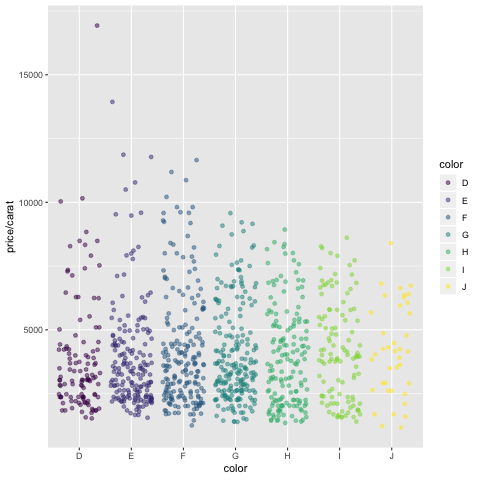 15000
10000
5000
price/carat
D E F G H I J
color
color
D
E
F
G
H
I
J